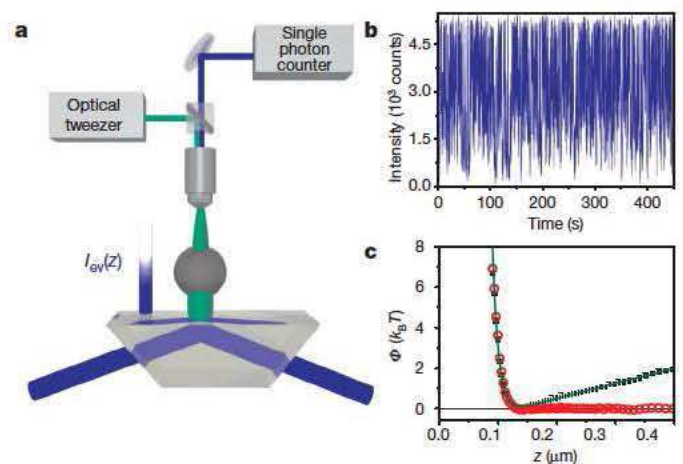 a
Single
photon
counter
Optical
tweezer
I_ev(z)
b
Intensity (10³ counts)
4.5
3.0
1.5
0.0
0 100 200 300 400
Time (s)
c
Φ (k_BT)
8
6
4
2
0
0.0 0.1 0.2 0.3 0.4
z (μm)